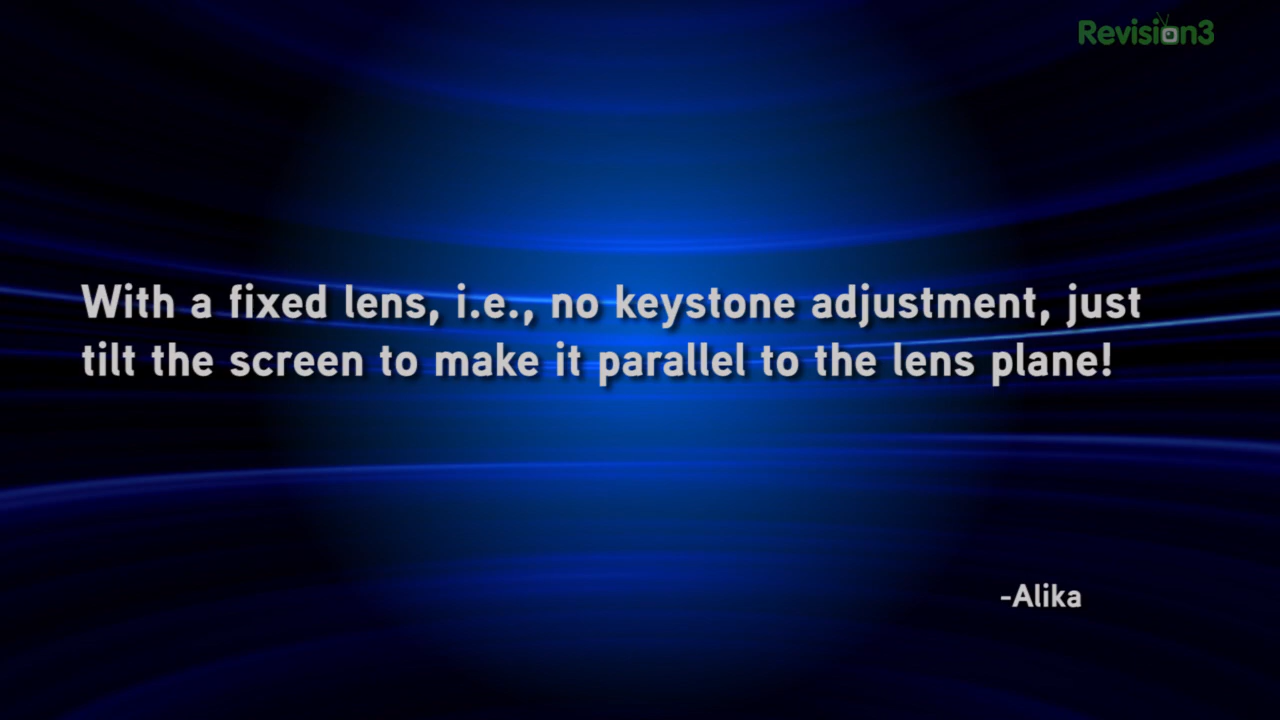 Revision3
With a fixed lens, i.e., no keystone adjustment, just
tilt the screen to make it parallel to the lens plane!
-Alika